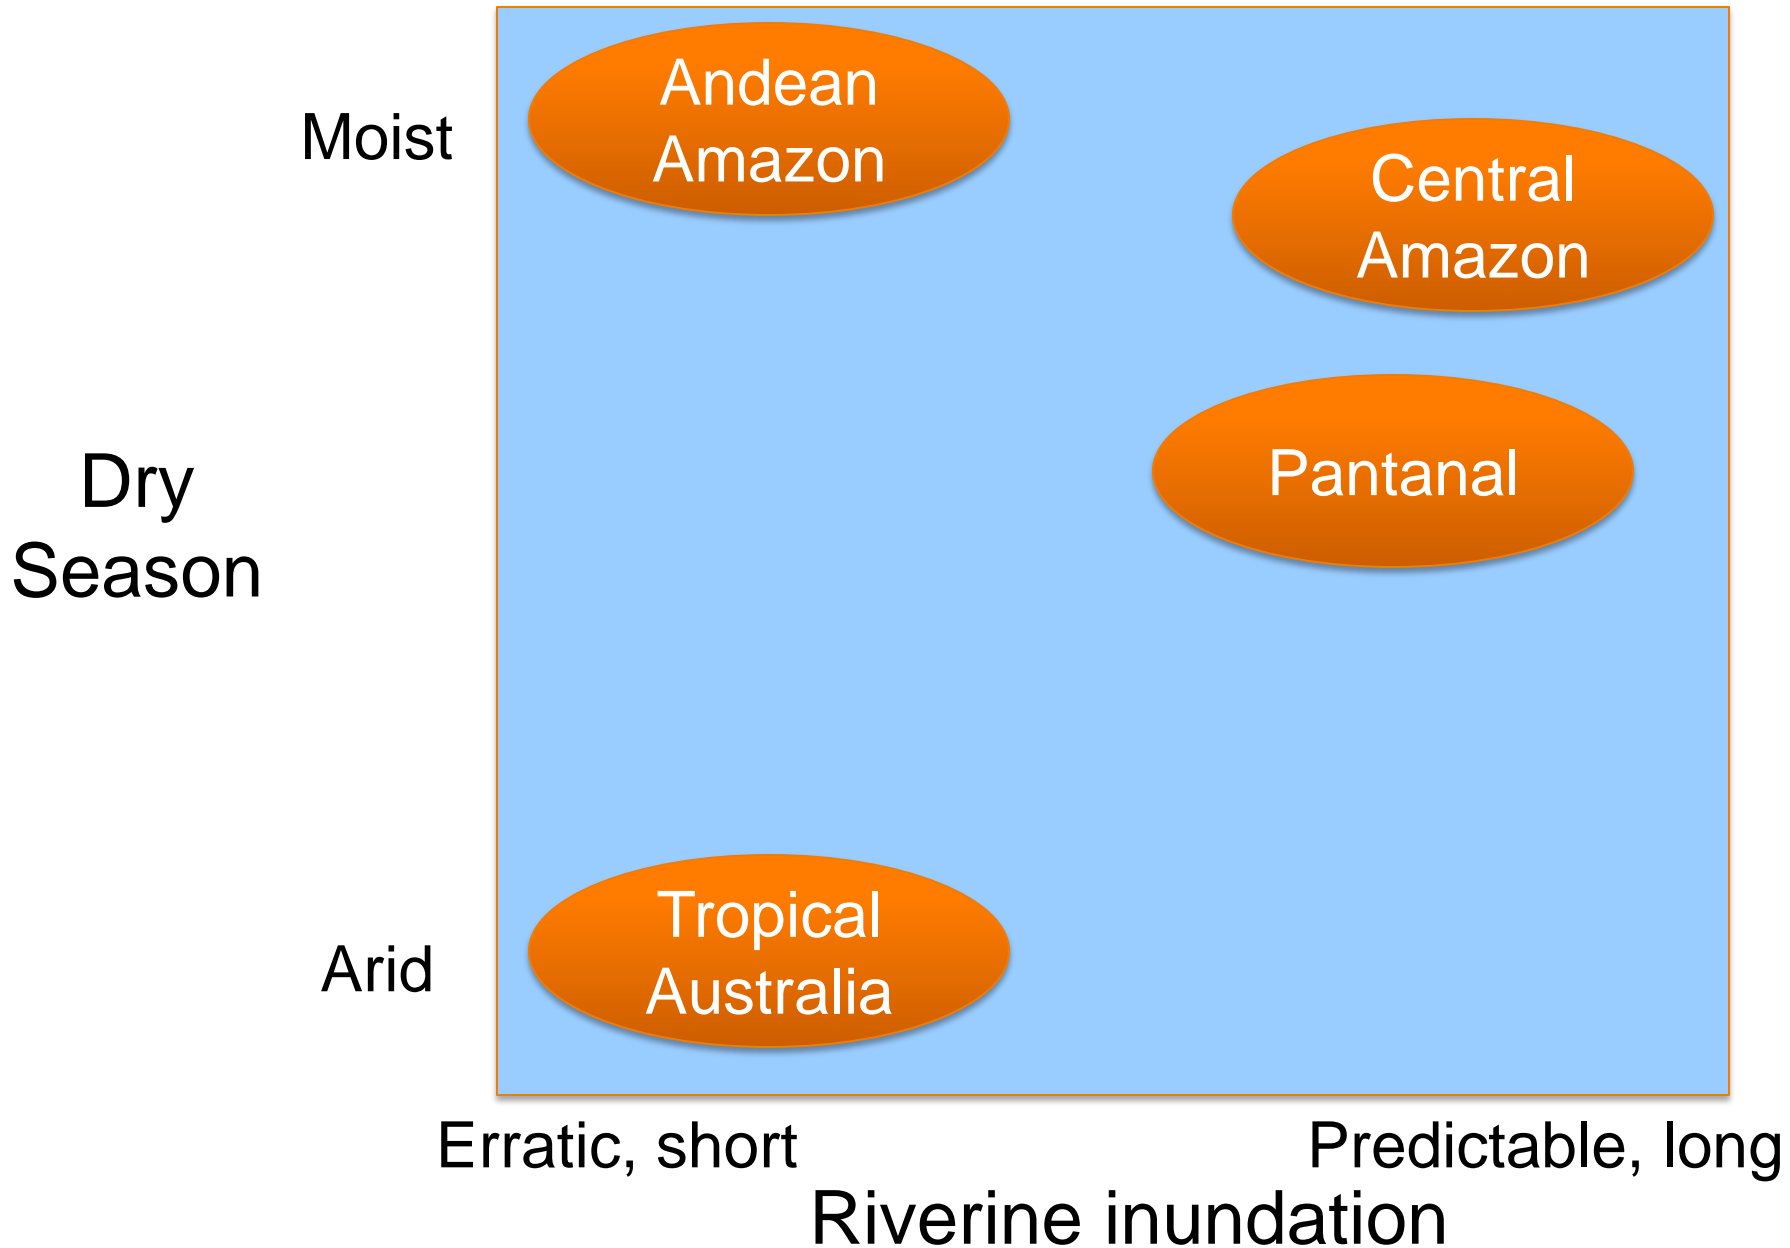 Andean
Amazon
Moist
Central
Amazon
Pantanal
Dry
Season
Tropical
Australia
Arid
Erratic, short
Predictable, long
Riverine inundation